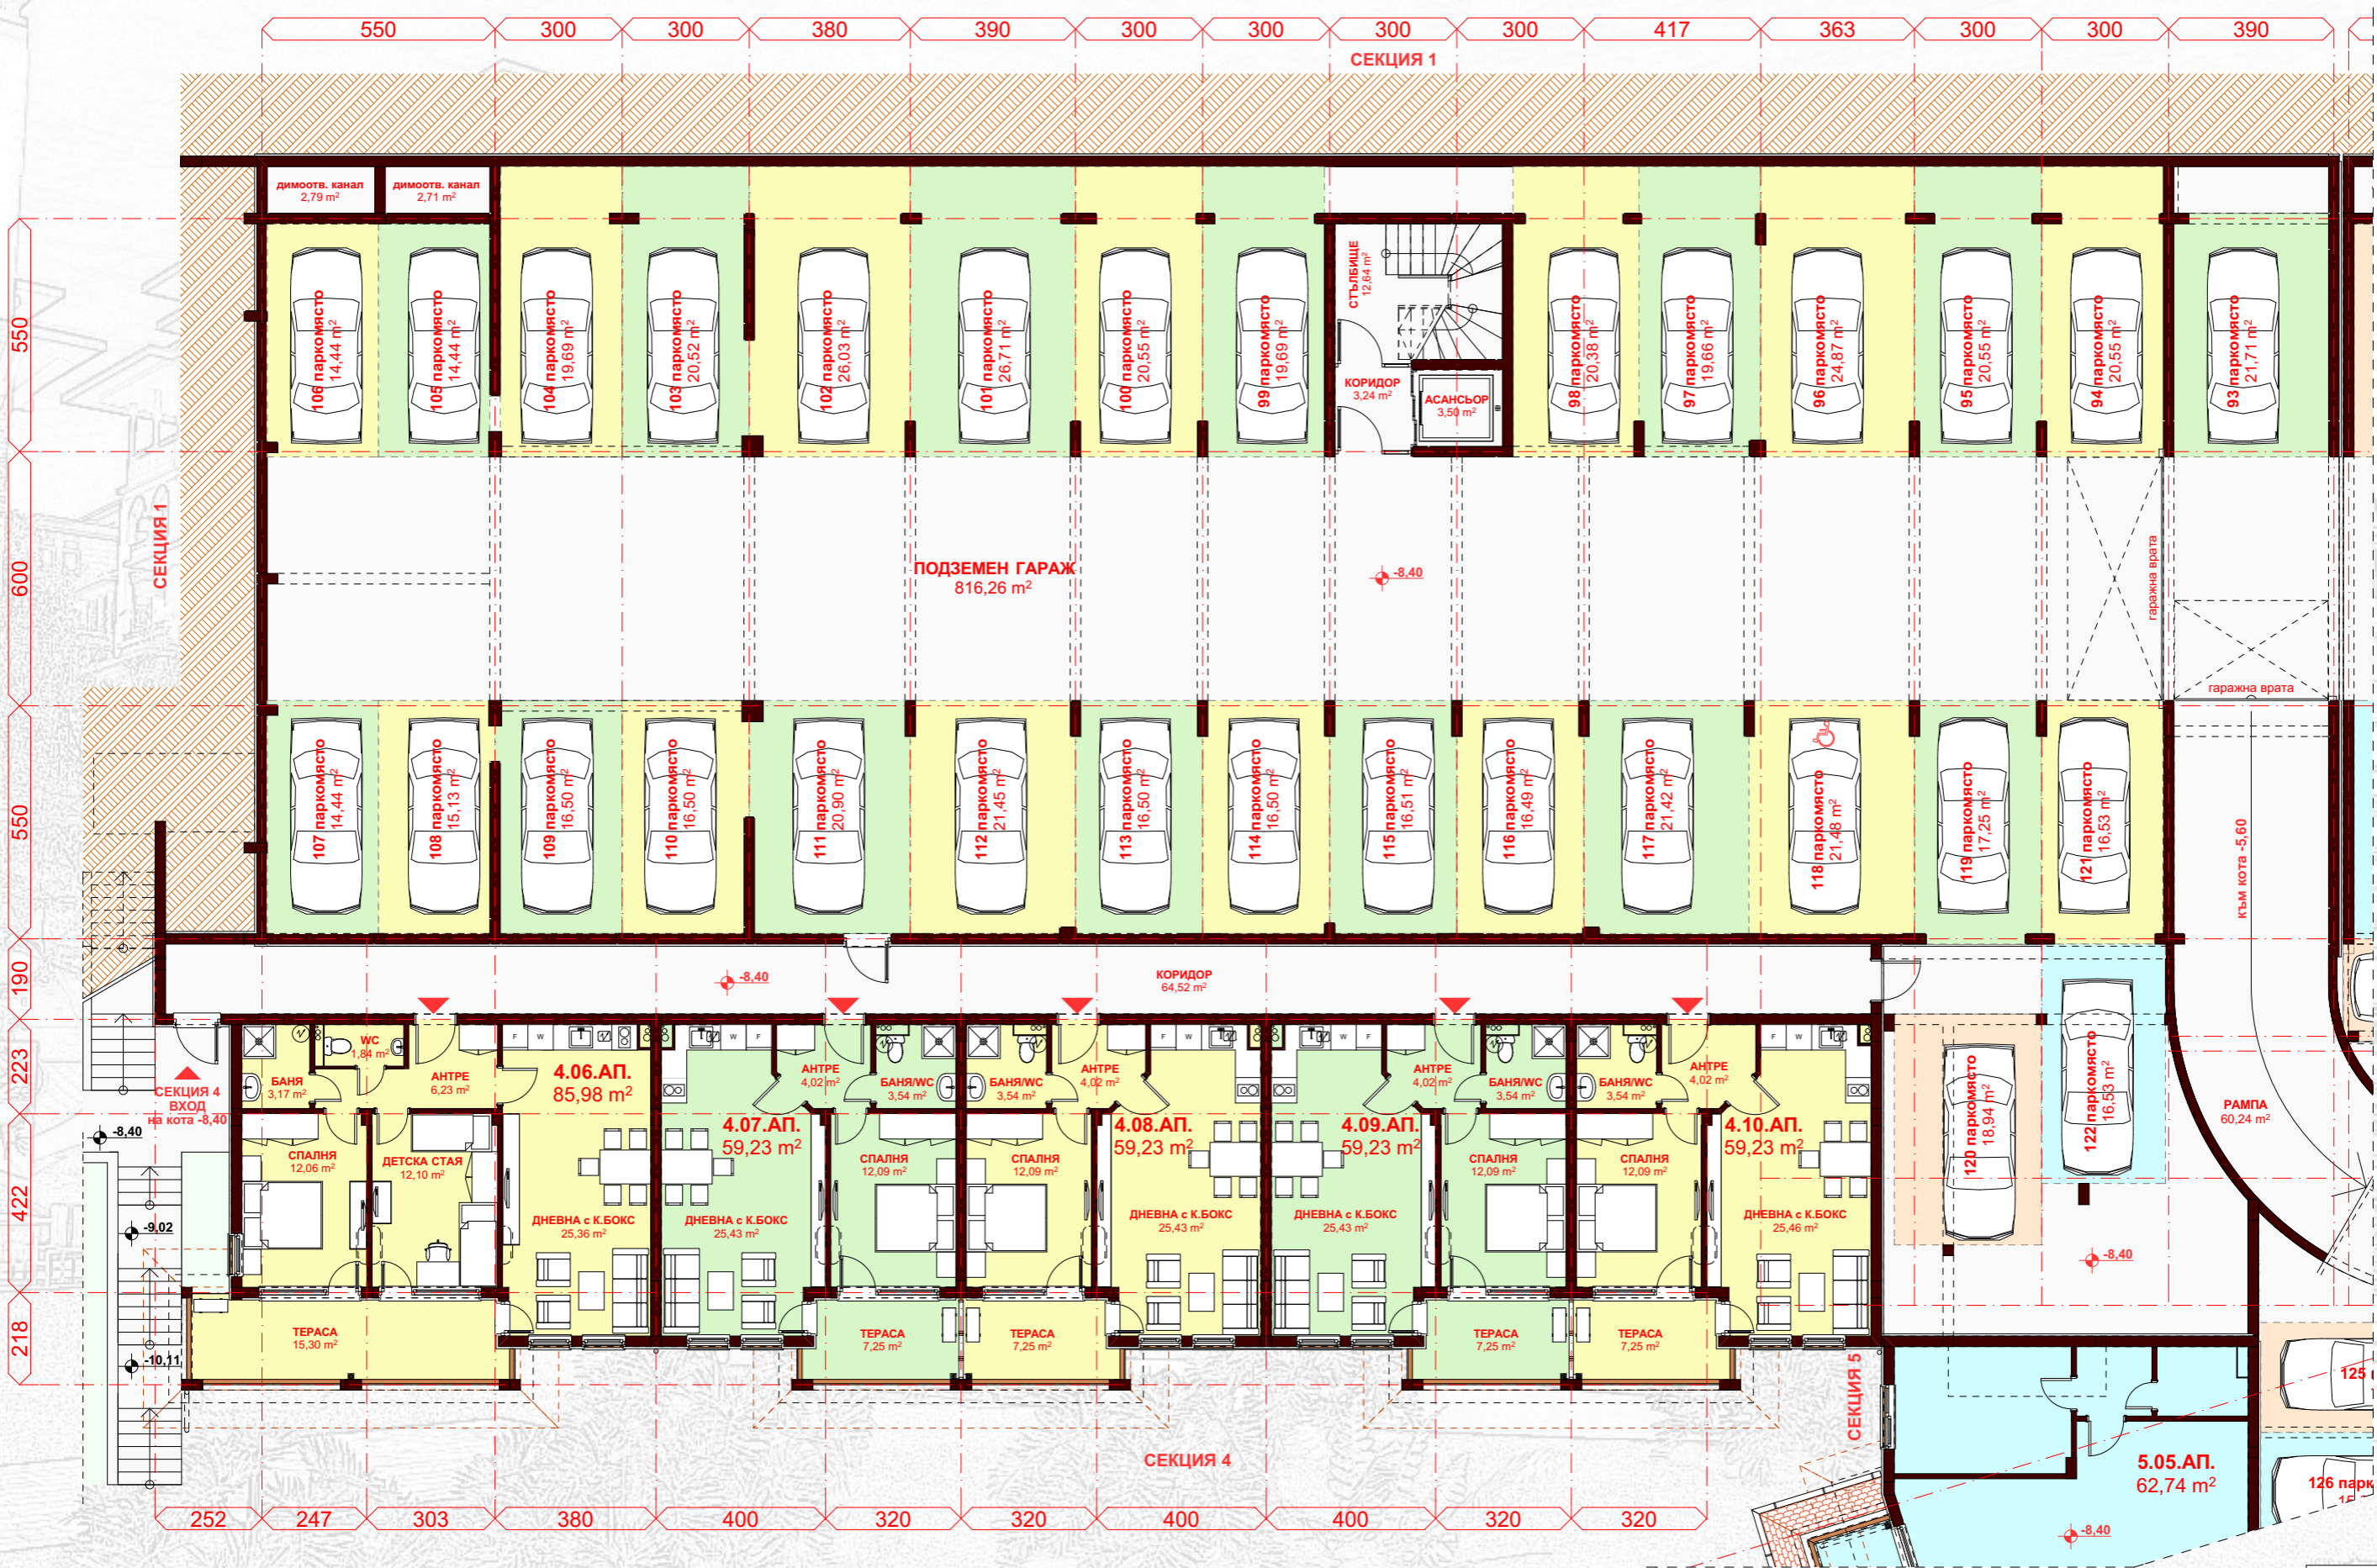 550 300 300 380 390 300 300 300 300 417 363 300 300 390
СЕКЦИЯ 1
димоотв. канал
2,79 m²
димоотв. канал
2,71 m²
550
600
550
190
223
422
218
СЕКЦИЯ 1
106 паркомясто
14,44 m²
105 паркомясто
14,44 m²
104 паркомясто
19,69 m²
103 паркомясто
20,52 m²
102 паркомясто
26,03 m²
101 паркомясто
26,71 m²
100 паркомясто
20,55 m²
99 паркомясто
19,69 m²
СТЪЛБИЩЕ
12,64 m²
КОРИДОР
3,24 m²
АСАНСЬОР
3,50 m²
98 паркомясто
20,38 m²
97 паркомясто
19,66 m²
96 паркомясто
24,87 m²
95 паркомясто
20,55 m²
94 паркомясто
20,55 m²
93 паркомясто
21,71 m²
ПОДЗЕМЕН ГАРАЖ
816,26 m²
-8,40
гаражна врата
гаражна врата
107 паркомясто
14,44 m²
108 паркомясто
15,13 m²
109 паркомясто
16,50 m²
110 паркомясто
16,50 m²
111 паркомясто
20,90 m²
112 паркомясто
21,45 m²
113 паркомясто
16,50 m²
114 паркомясто
16,50 m²
115 паркомясто
16,51 m²
116 паркомясто
16,49 m²
117 паркомясто
21,42 m²
118 паркомясто
21,48 m²
119 паркомясто
17,25 m²
121 паркомясто
16,53 m²
към кота -5,60
-8,40
КОРИДОР
64,52 m²
СЕКЦИЯ 4
ВХОД
на кота -8,40
-8,40
-9,02
-10,11
БАНЯ
3,17 m²
WC
1,84 m²
АНТРЕ
6,23 m²
4.06.АП.
85,98 m²
СПАЛНЯ
12,06 m²
ДЕТСКА СТАЯ
12,10 m²
ДНЕВНА с К.БОКС
25,36 m²
ТЕРАСА
15,30 m²
F W
W F
АНТРЕ
4,02 m²
БАНЯ/WC
3,54 m²
4.07.АП.
59,23 m²
СПАЛНЯ
12,09 m²
ДНЕВНА с К.БОКС
25,43 m²
ТЕРАСА
7,25 m²
БАНЯ/WC
3,54 m²
АНТРЕ
4,02 m²
F W
4.08.АП.
59,23 m²
СПАЛНЯ
12,09 m²
ДНЕВНА с К.БОКС
25,43 m²
ТЕРАСА
7,25 m²
W F
АНТРЕ
4,02 m²
БАНЯ/WC
3,54 m²
4.09.АП.
59,23 m²
СПАЛНЯ
12,09 m²
ДНЕВНА с К.БОКС
25,43 m²
ТЕРАСА
7,25 m²
БАНЯ/WC
3,54 m²
АНТРЕ
4,02 m²
F W
4.10.АП.
59,23 m²
СПАЛНЯ
12,09 m²
ДНЕВНА с К.БОКС
25,46 m²
ТЕРАСА
7,25 m²
120 паркомясто
18,94 m²
122 паркомясто
16,53 m²
РАМПА
60,24 m²
-8,40
СЕКЦИЯ 5
СЕКЦИЯ 4
5.05.АП.
62,74 m²
-8,40
125
126 парк
252 247 303 380 400 320 320 400 400 320 320